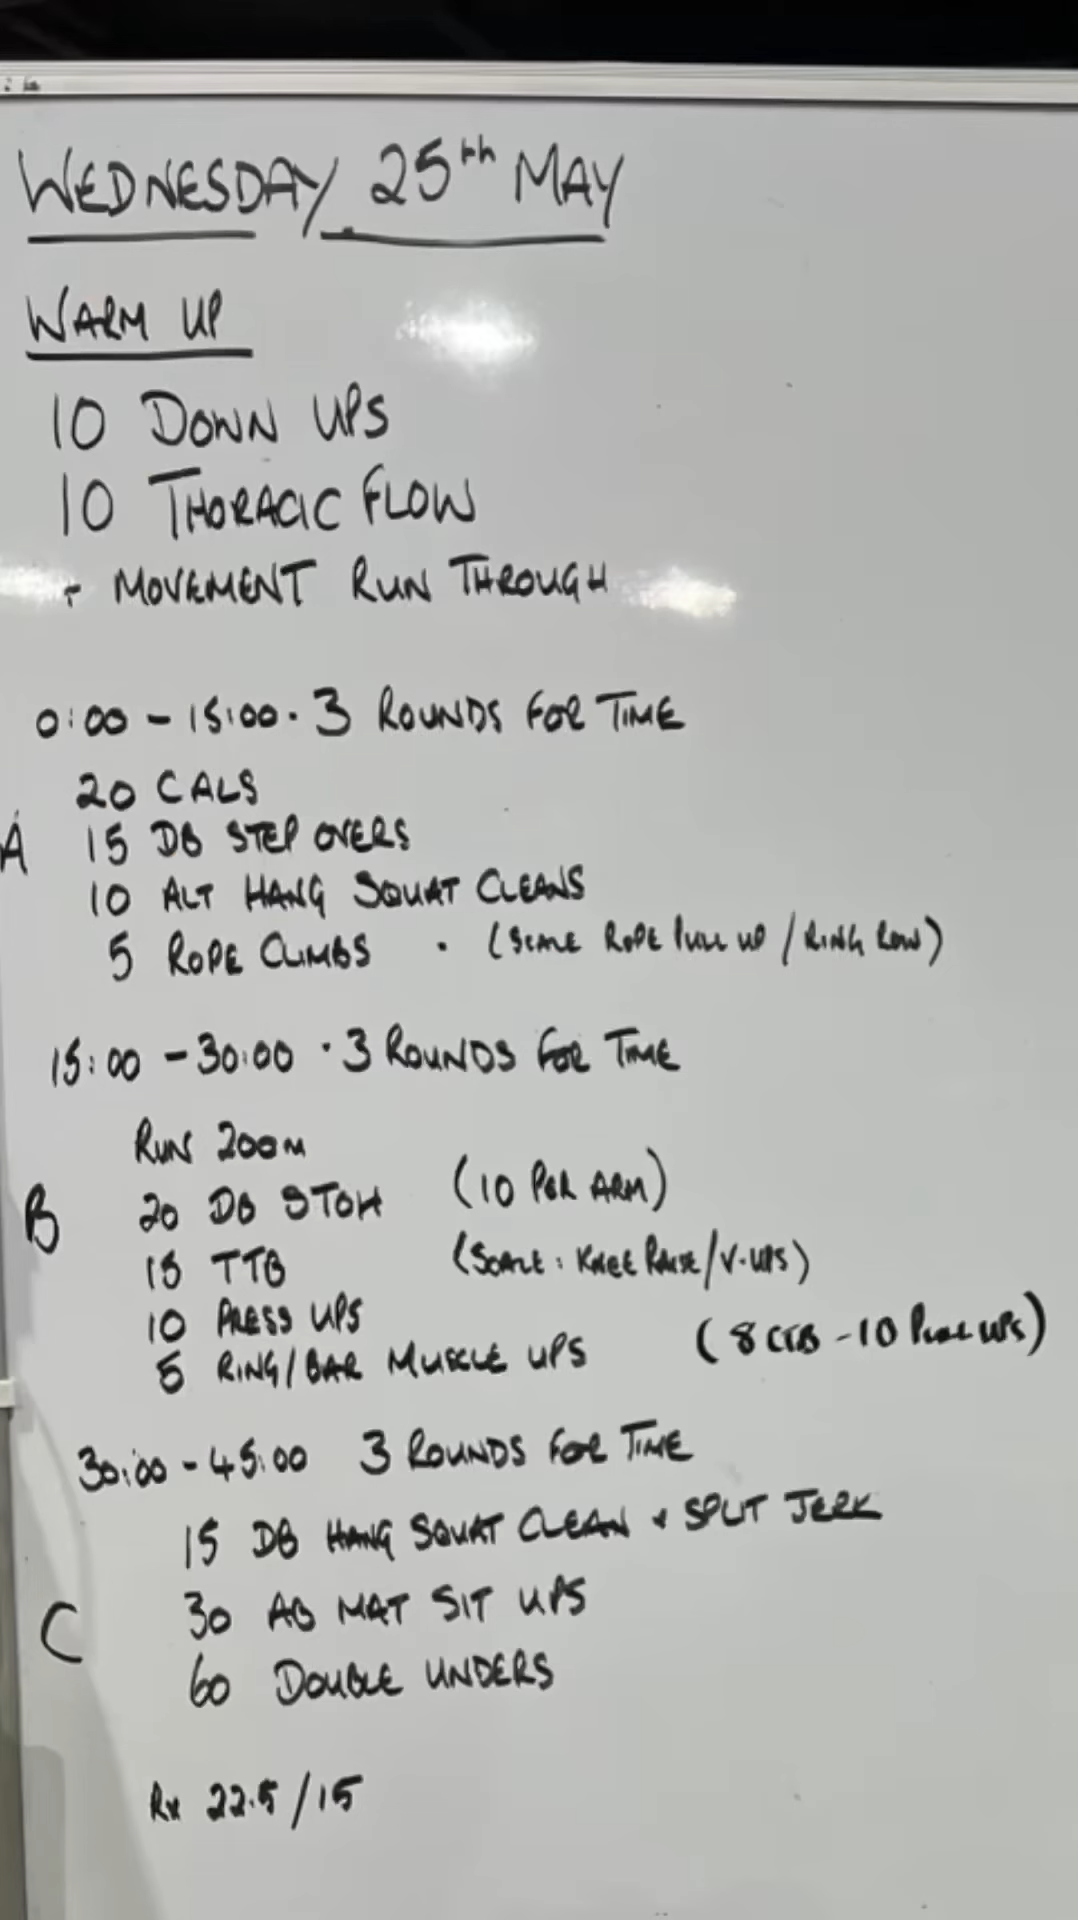 WEDNESDAY 25th MAY
WARM UP
10 DOWN UPS
10 THORACIC FLOW
+ MOVEMENT RUN THROUGH
0:00 - 15:00 · 3 ROUNDS FOR TIME
20 CALS
A 15 DB STEP OVERS
10 ALT HANG SQUAT CLEANS
5 ROPE CLIMBS · (SCALE ROPE PULL UP / RING ROW)
15:00 - 30:00 · 3 ROUNDS FOR TIME
RUN 200M
B 20 DB STOH (10 PER ARM)
15 TTB (SCALE: KNEE RAISE/V-UPS)
10 PRESS UPS
5 RING/BAR MUSCLE UPS (8 CTB - 10 PULL UPS)
30:00 - 45:00 3 ROUNDS FOR TIME
15 DB HANG SQUAT CLEAN + SPLIT JERK
C 30 AB MAT SIT UPS
60 DOUBLE UNDERS
Rx 22.5/15